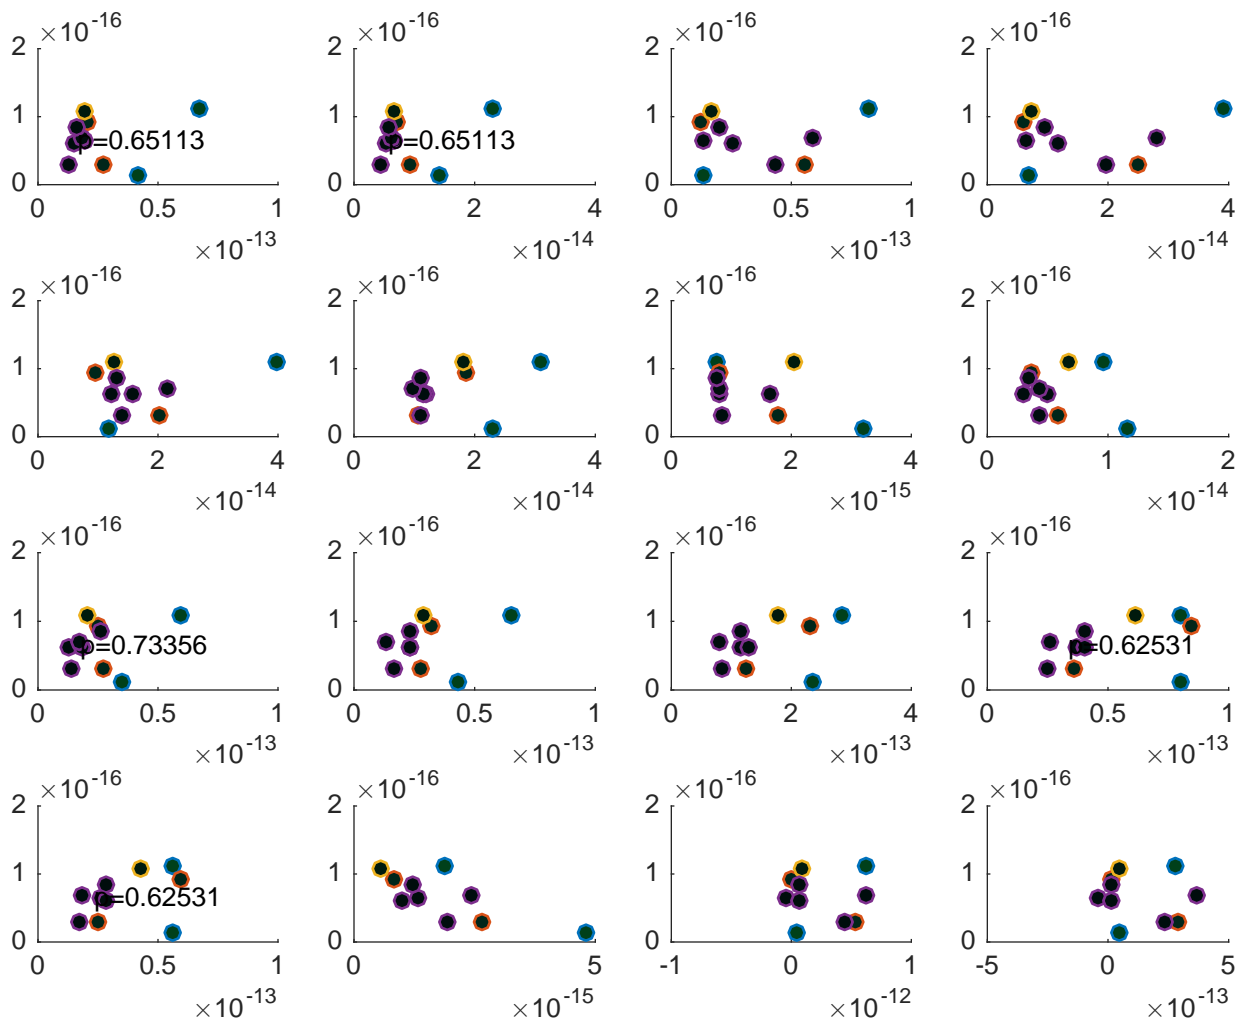 ×10-16 ×10-16 ×10-16 ×10-16
2 2 2 2
1 1 1 1
p=0.65113 p=0.65113
0 0 0 0
0 0.5 1 0 2 4 0 0.5 1 0 2 4
×10-13 ×10-14 ×10-13 ×10-14
×10-16 ×10-16 ×10-16 ×10-16
2 2 2 2
1 1 1 1
0 0 0 0
0 2 4 0 2 4 0 2 4 0 1 2
×10-14 ×10-14 ×10-15 ×10-14
×10-16 ×10-16 ×10-16 ×10-16
2 2 2 2
1 1 1 1
p=0.73356 p=0.62531
0 0 0 0
0 0.5 1 0 0.5 1 0 2 4 0 0.5 1
×10-13 ×10-13 ×10-13 ×10-13
×10-16 ×10-16 ×10-16 ×10-16
2 2 2 2
1 1 1 1
p=0.62531
0 0 0 0
0 0.5 1 0 5 -1 0 1 -5 0 5
×10-13 ×10-15 ×10-12 ×10-13